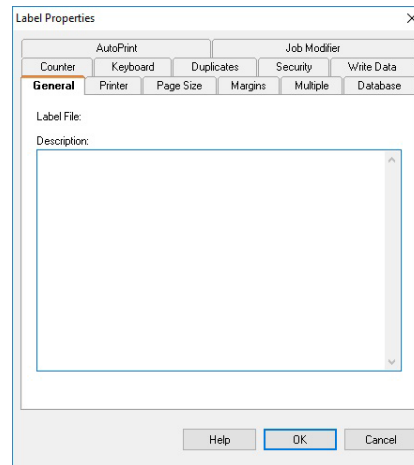 Label Properties
AutoPrint Job Modifier
Counter Keyboard Duplicates Security Write Data
General Printer Page Size Margins Multiple Database
Label File:
Description:
Help OK Cancel